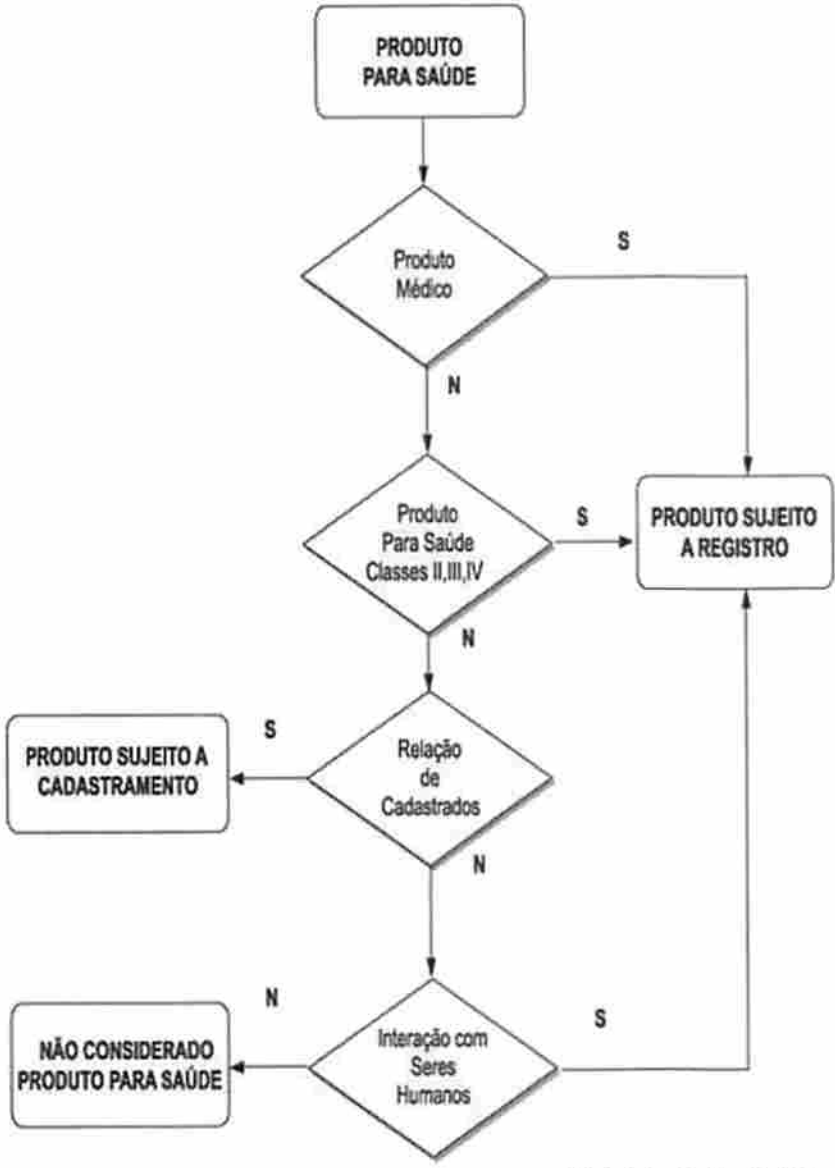 PRODUTO
PARA SAÚDE
Produto
Médico
S
N
Produto
Para Saúde
Classes II,III,IV
S
PRODUTO SUJEITO
A REGISTRO
N
Relação
de
Cadastrados
S
PRODUTO SUJEITO A
CADASTRAMENTO
N
Interação com
Seres
Humanos
N
S
NÃO CONSIDERADO
PRODUTO PARA SAÚDE